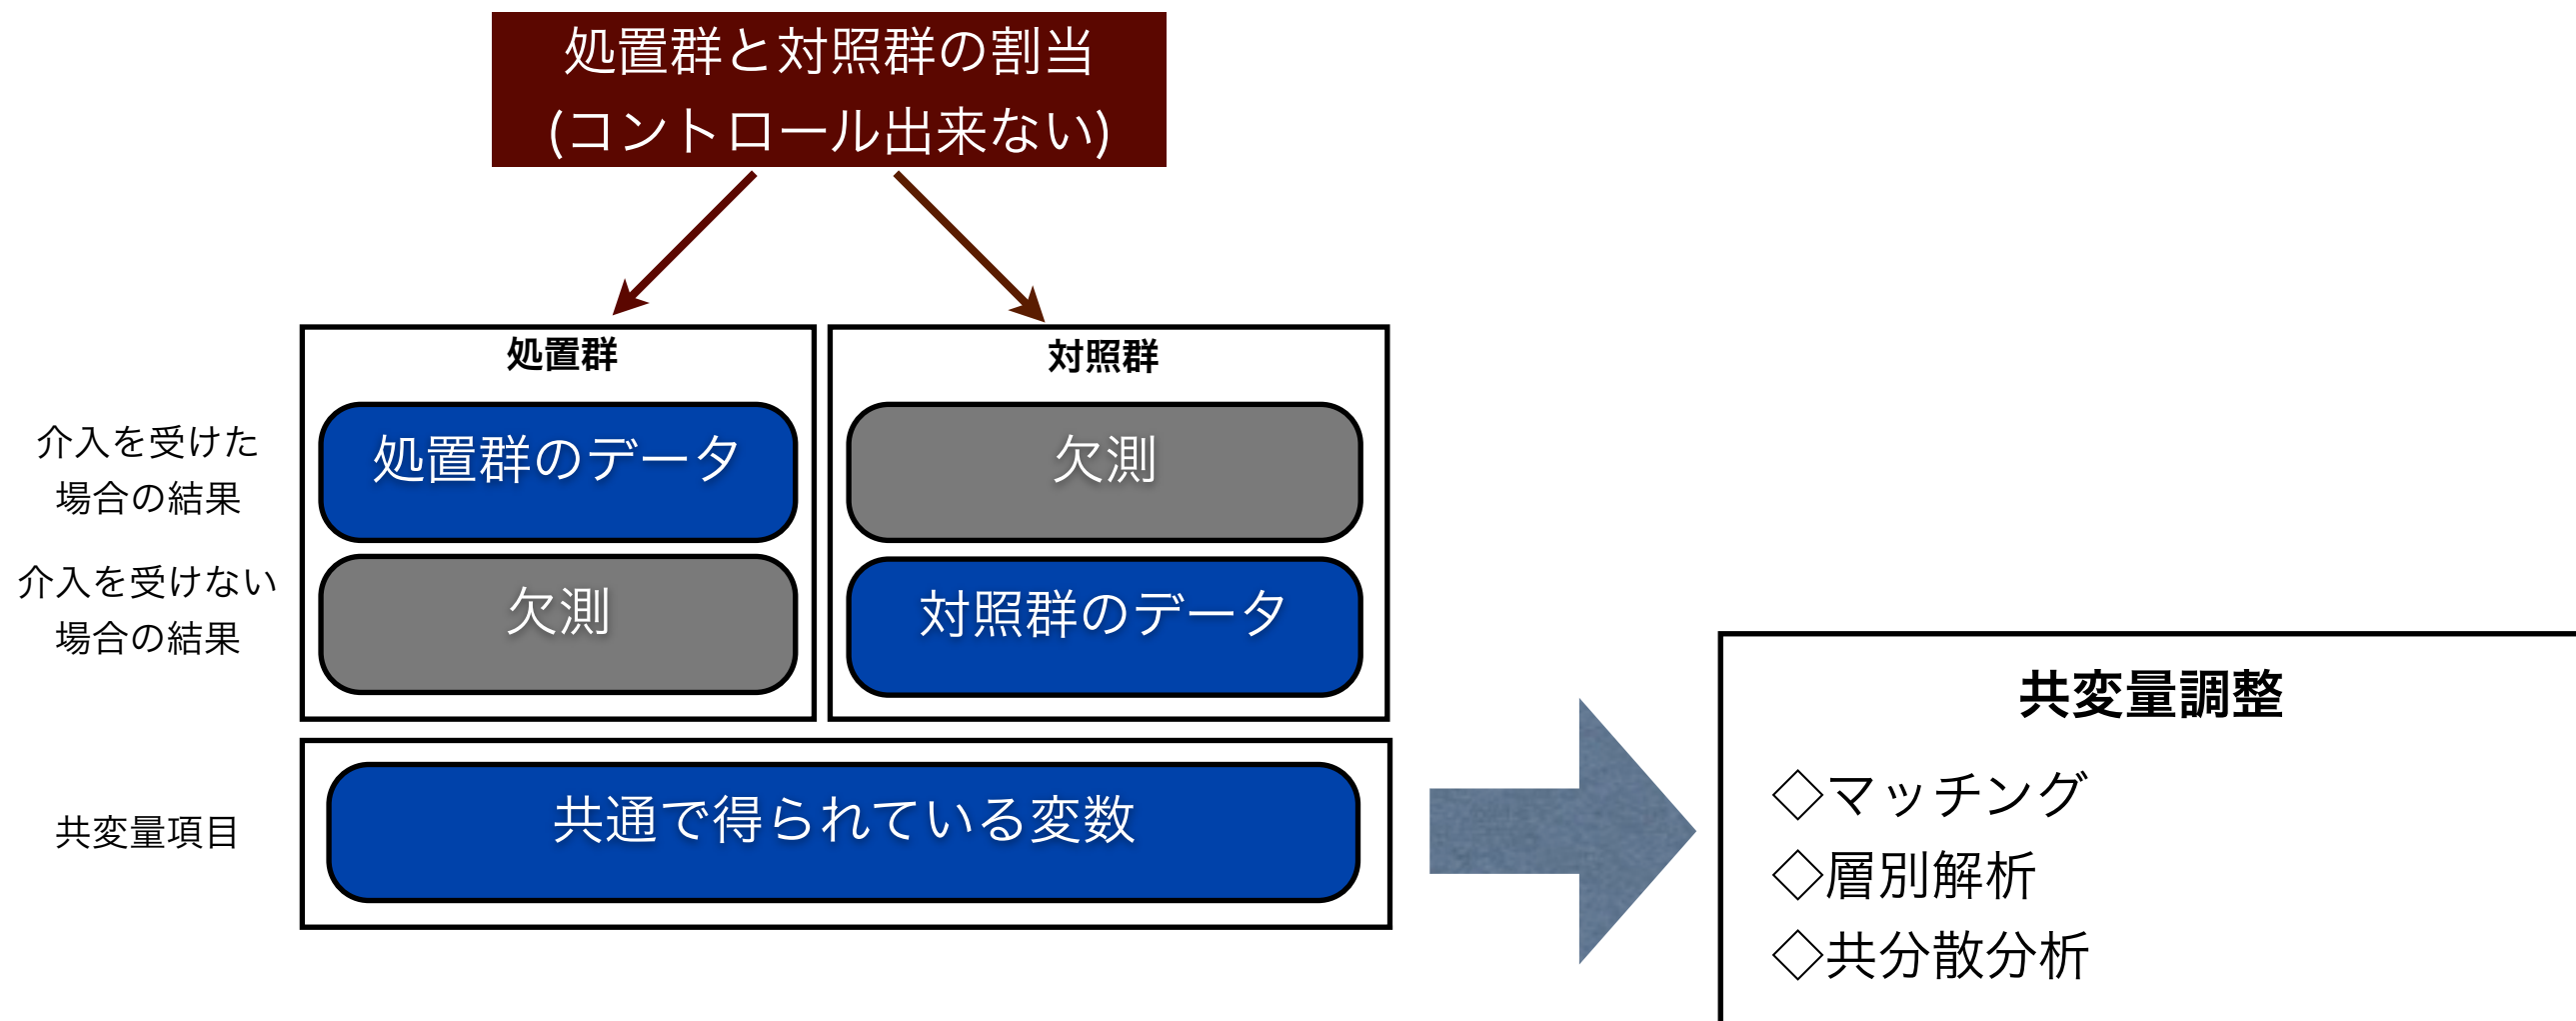 処置群と対照群の割当
(コントロール出来ない)
処置群
対照群
介入を受けた
場合の結果
処置群のデータ
欠測
介入を受けない
場合の結果
欠測
対照群のデータ
共変量項目
共通で得られている変数
共変量調整
◇マッチング
◇層別解析
◇共分散分析